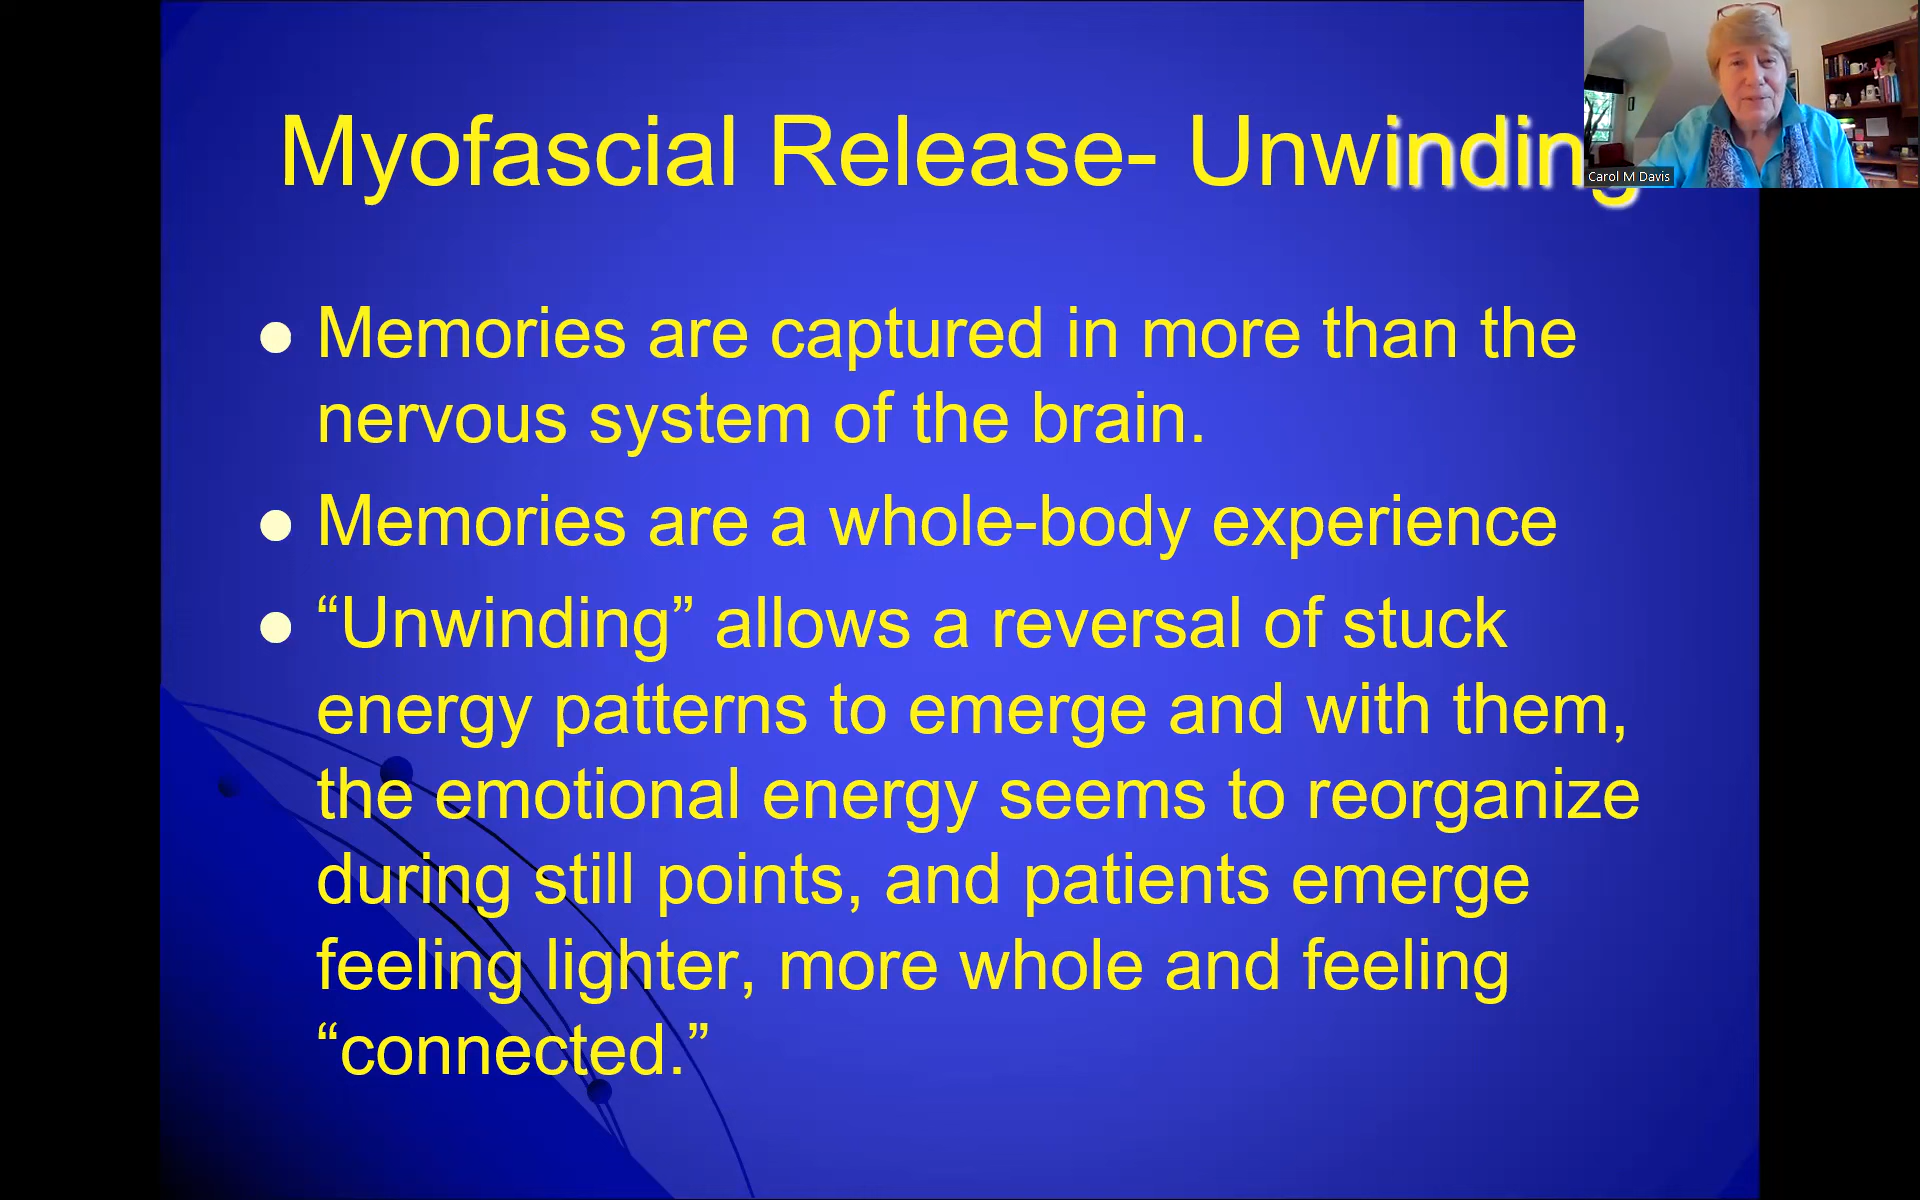 Myofascial Release- Unwinding
Carol M Davis
Memories are captured in more than the
nervous system of the brain.
Memories are a whole-body experience
“Unwinding” allows a reversal of stuck
energy patterns to emerge and with them,
the emotional energy seems to reorganize
during still points, and patients emerge
feeling lighter, more whole and feeling
“connected.”